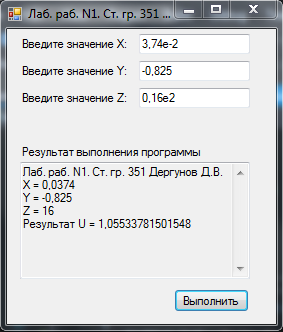 Лаб. раб. N1. Ст. гр. 351 ...
Введите значение X: 3,74e-2
Введите значение Y: -0,825
Введите значение Z: 0,16e2
Результат выполнения программы
Лаб. раб. N1. Ст. гр. 351 Дергунов Д.В.
X = 0,0374
Y = -0,825
Z = 16
Результат U = 1,05533781501548
Выполнить